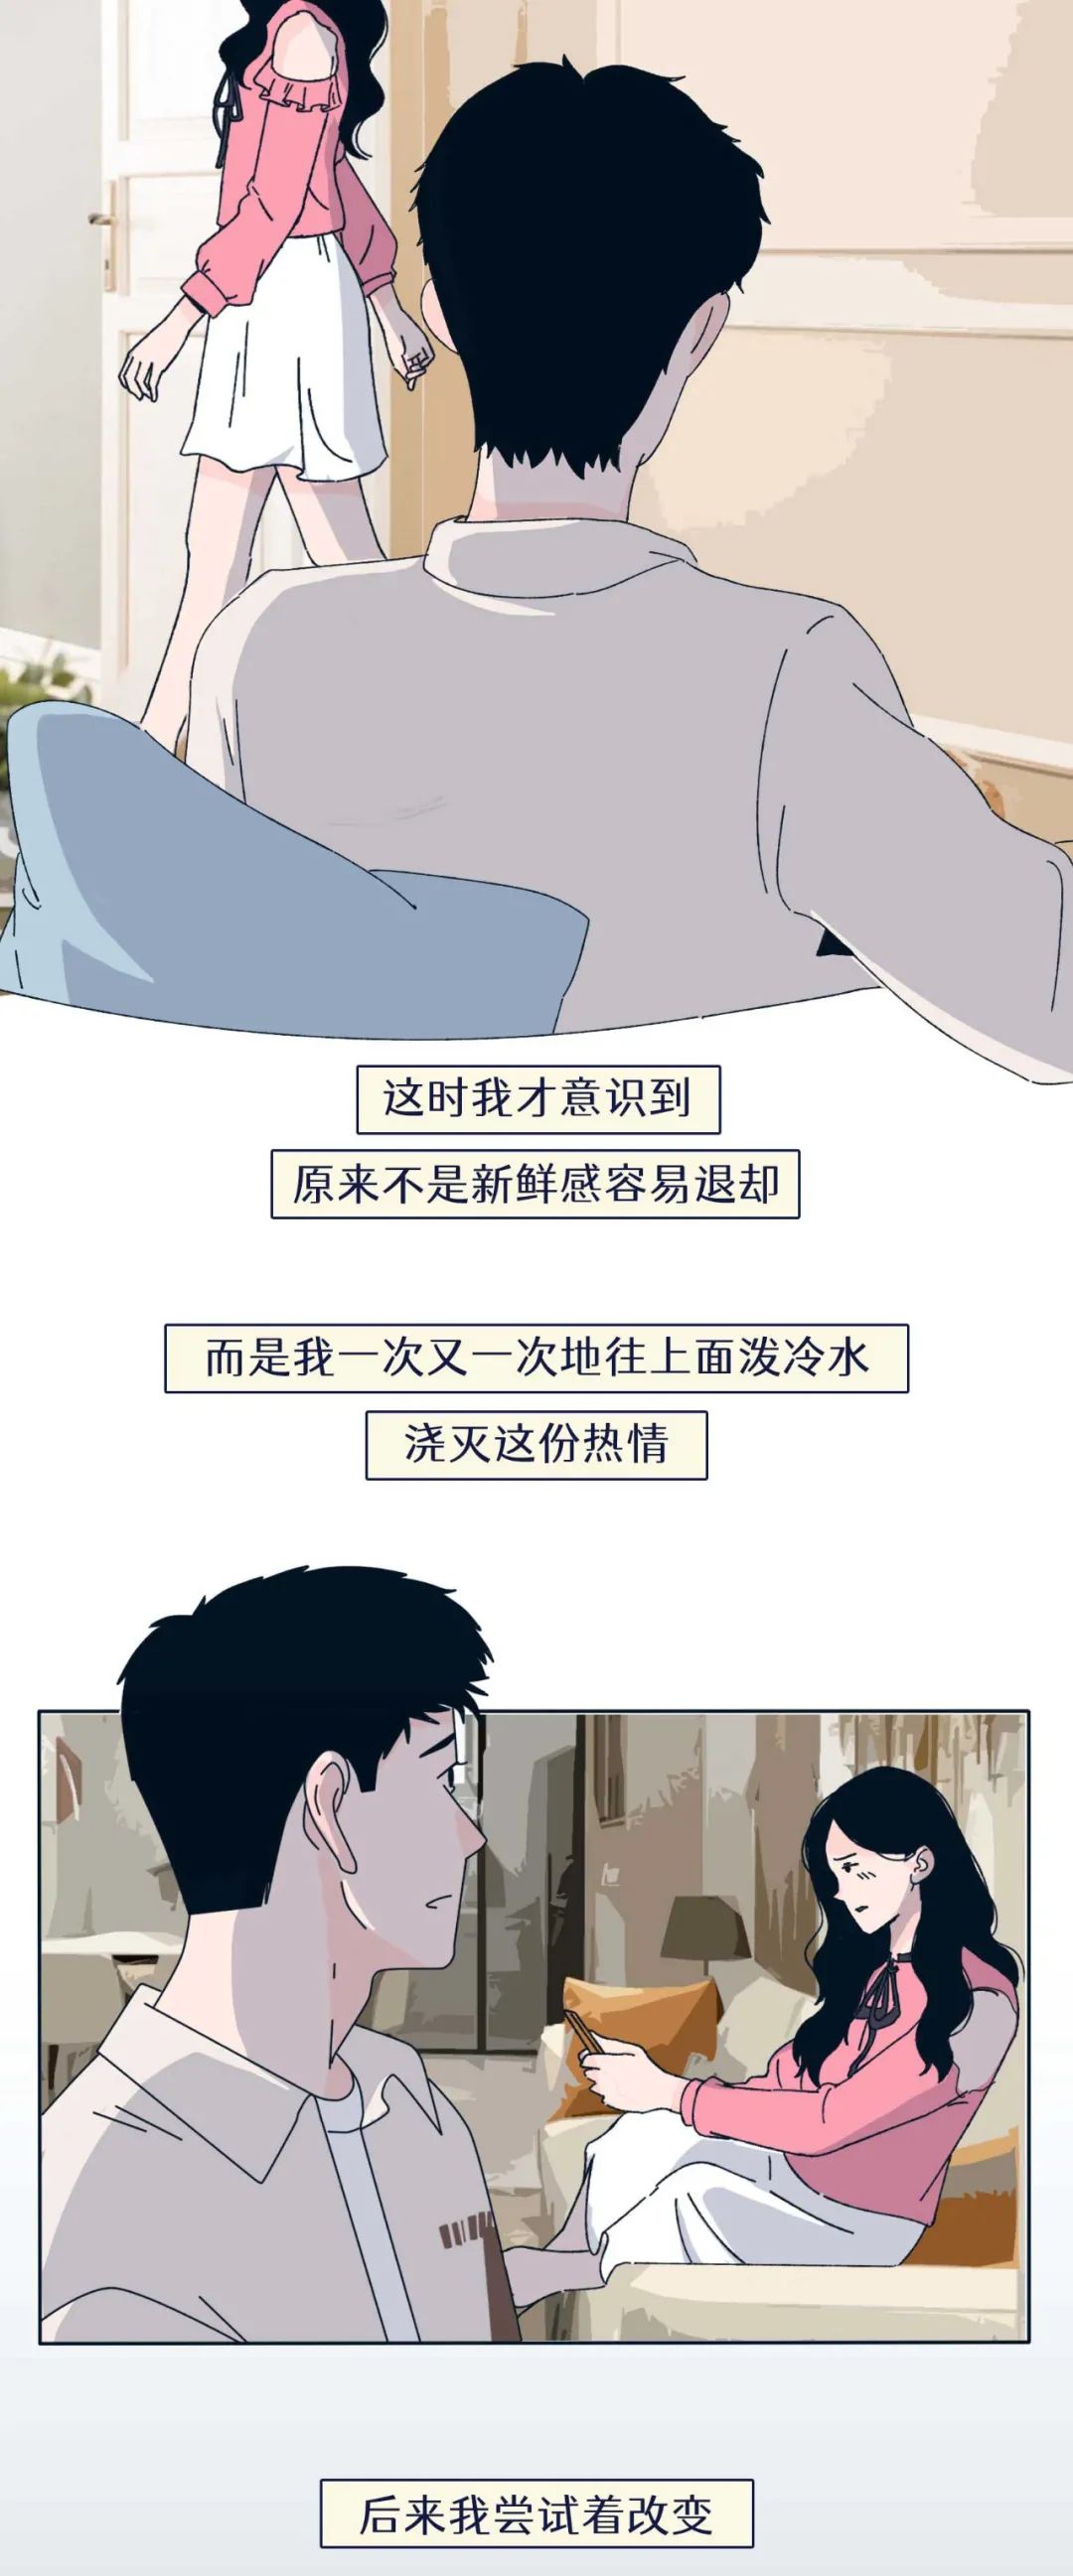 这时我才意识到
原来不是新鲜感容易退却
而是我一次又一次地往上面泼冷水
浇灭这份热情
后来我尝试着改变